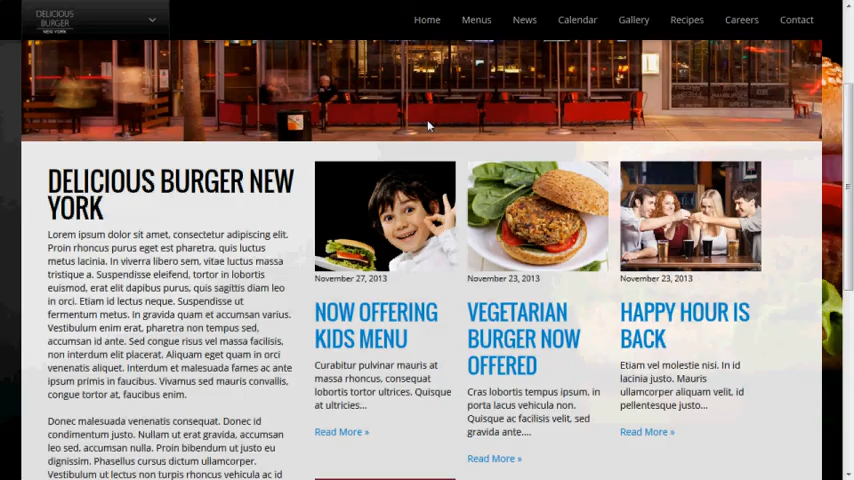 DELICIOUS
BURGER
NEW YORK
Home Menus News Calendar Gallery Recipes Careers Contact
DELICIOUS BURGER NEW
YORK
Lorem ipsum dolor sit amet, consectetur adipiscing elit.
Proin rhoncus purus eget est pharetra, quis luctus
metus lacinia. In viverra libero sem, vitae luctus massa
tristique a. Suspendisse eleifend, tortor in lobortis
euismod, erat elit dapibus purus, quis sagittis diam leo
in orci. Etiam id lectus neque. Suspendisse ut
fermentum metus. In gravida quam et accumsan varius.
Vestibulum enim erat, pharetra non tempus sed,
accumsan id ante. Sed congue risus vel massa facilisis,
non interdum elit placerat. Aliquam eget quam in orci
venenatis aliquet. Interdum et malesuada fames ac ante
ipsum primis in faucibus. Vivamus sed mauris convallis,
congue tortor at, faucibus enim.
Donec malesuada venenatis consequat. Donec id
condimentum justo. Nullam ut erat gravida, accumsan
leo sed, accumsan nulla. Proin bibendum ut justo eu
dignissim. Phasellus cursus dictum ullamcorper.
Vestibulum ut lectus non turpis rhoncus vehicula at
November 27, 2013
NOW OFFERING
KIDS MENU
Curabitur pulvinar mauris at
massa rhoncus, consequat
lobortis tortor ultrices. Quisque
at ultricies...
Read More »
November 23, 2013
VEGETARIAN
BURGER NOW
OFFERED
Cras lobortis tempus ipsum, in
porta lacus vehicula non.
Quisque ac facilisis velit, sed
gravida ante....
Read More »
November 23, 2013
HAPPY HOUR IS
BACK
Etiam vel molestie nisi. In id
lacinia justo. Mauris
ullamcorper aliquam velit, id
pellentesque justo...
Read More »